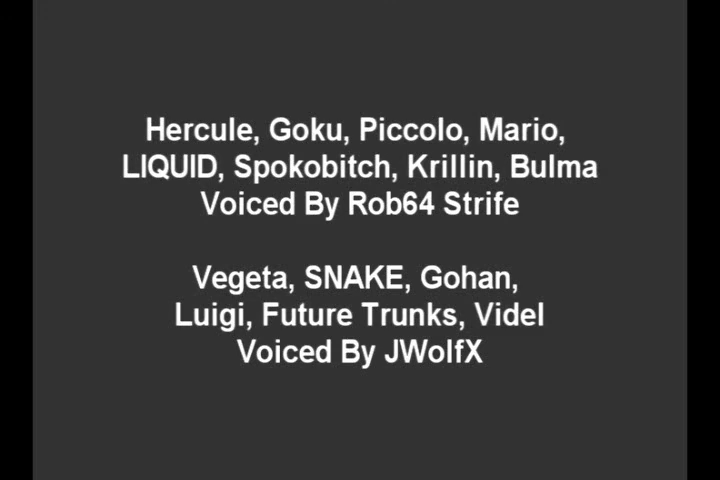 Hercule, Goku, Piccolo, Mario,
LIQUID, Spokobitch, Krillin, Bulma
Voiced By Rob64 Strife
Vegeta, SNAKE, Gohan,
Luigi, Future Trunks, Videl
Voiced By JWolfX